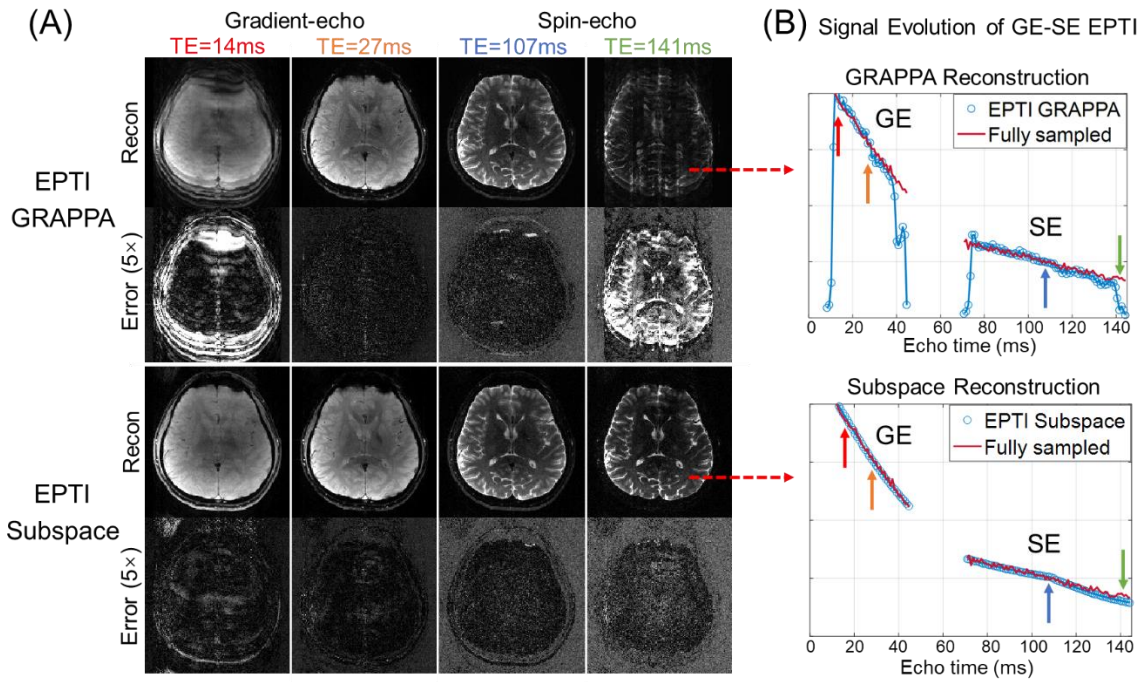 (A)
Gradient-echo Spin-echo
TE=14ms TE=27ms TE=107ms TE=141ms
EPTI
GRAPPA
Recon
Error (5×)
EPTI
Subspace
Recon
Error (5×)
(B) Signal Evolution of GE-SE EPTI
GRAPPA Reconstruction
EPTI GRAPPA
Fully sampled
GE
SE
0 20 40 60 80 100 120 140
Echo time (ms)
Subspace Reconstruction
EPTI Subspace
Fully sampled
GE
SE
0 20 40 60 80 100 120 140
Echo time (ms)